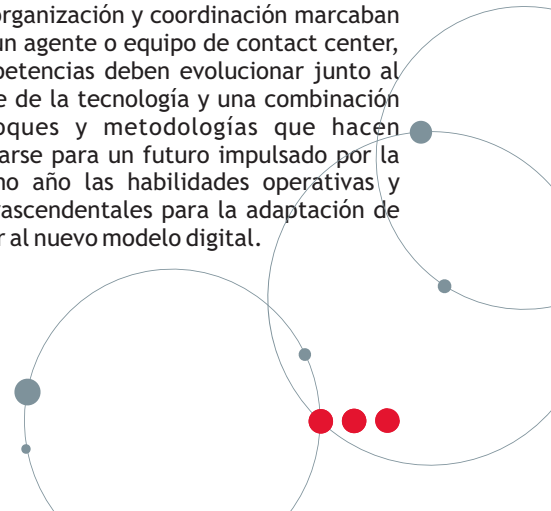 organización y coordinación marcaban
un agente o equipo de contact center,
petencias deben evolucionar junto al
e de la tecnología y una combinación
oques y metodologías que hacen
arse para un futuro impulsado por la
no año las habilidades operativas y
rascendentales para la adaptación de
r al nuevo modelo digital.